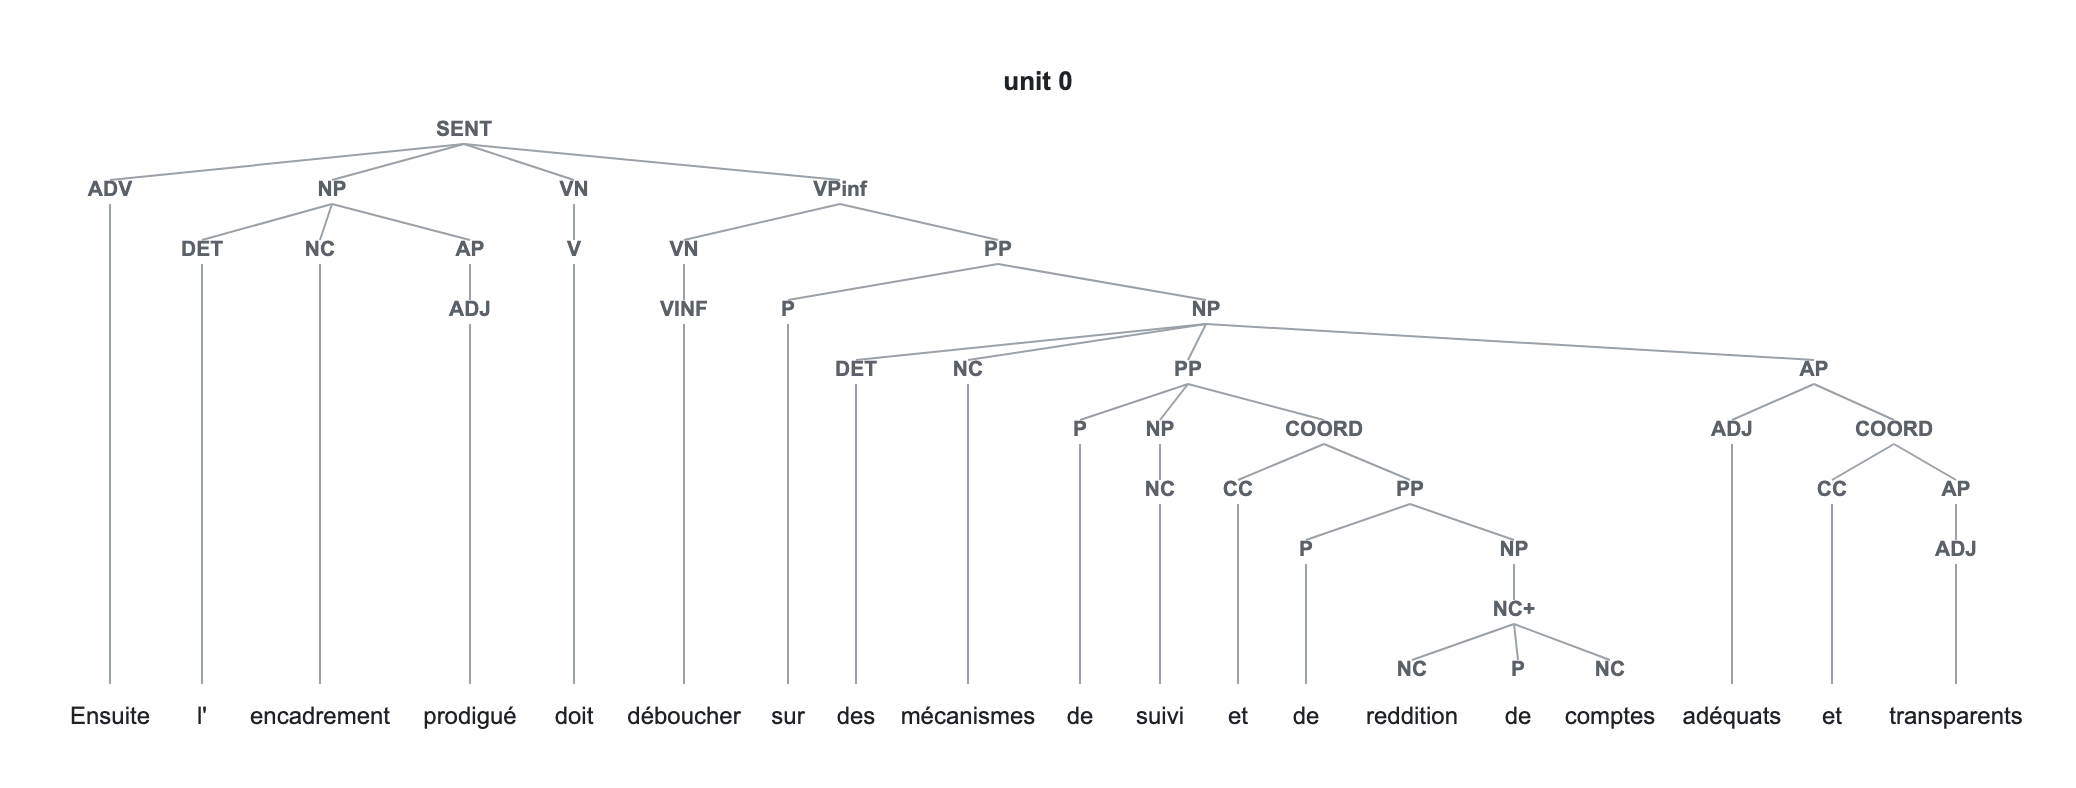 unit 0
SENT
ADV NP VN VPinf
DET NC AP V VN PP
ADJ VINF P NP
DET NC PP AP
P NP COORD ADJ COORD
NC CC PP CC AP
P NP ADJ
NC+
NC P NC
Ensuite l' encadrement prodigué doit déboucher sur des mécanismes de suivi et de reddition de comptes adéquats et transparents